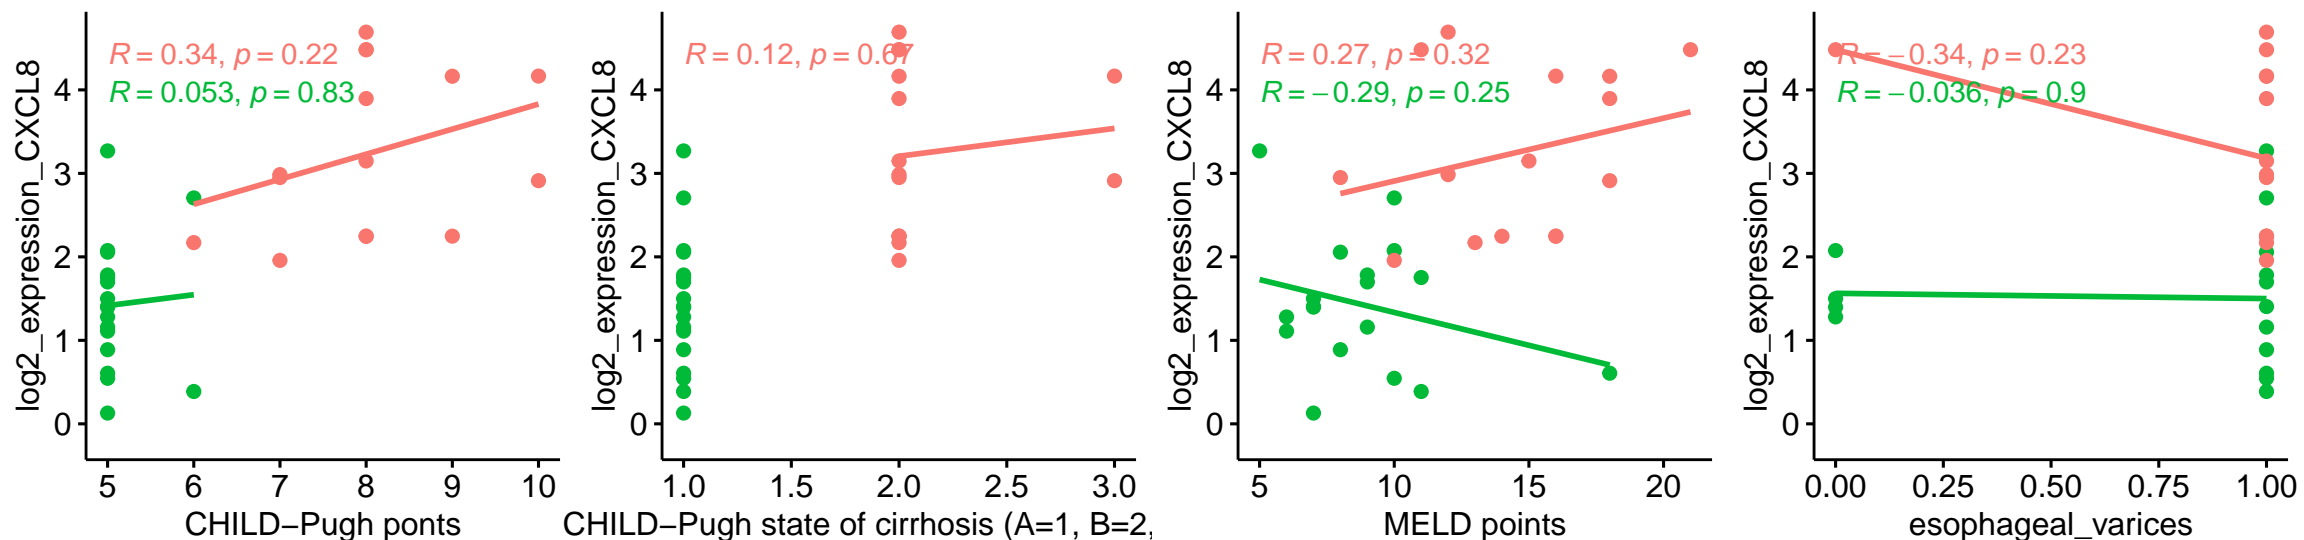 log2_expression_CXCL8
R = 0.34, p = 0.22
R = 0.053, p = 0.83
4
3
2
1
0
5 6 7 8 9 10
CHILD−Pugh ponts
log2_expression_CXCL8
R = 0.12, p = 0.67
4
3
2
1
0
1.0 1.5 2.0 2.5 3.0
CHILD−Pugh state of cirrhosis (A=1, B=2,
log2_expression_CXCL8
R = 0.27, p = 0.32
R = −0.29, p = 0.25
4
3
2
1
0
5 10 15 20
MELD points
log2_expression_CXCL8
R = −0.34, p = 0.23
R = −0.036, p = 0.9
4
3
2
1
0
0.00 0.25 0.50 0.75 1.00
esophageal_varices